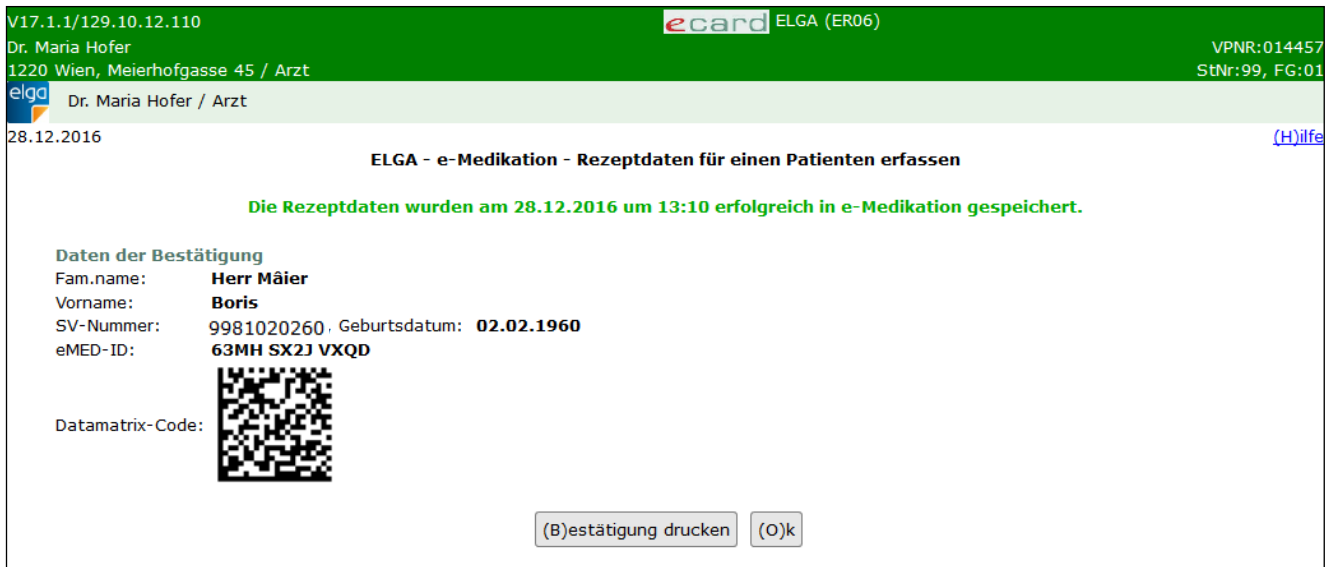 V17.1.1/129.10.12.110 ecard ELGA (ER06)
Dr. Maria Hofer VPNR:014457
1220 Wien, Meierhofgasse 45 / Arzt StNr:99, FG:01
elga Dr. Maria Hofer / Arzt
28.12.2016 (H)ilfe
ELGA - e-Medikation - Rezeptdaten für einen Patienten erfassen
Die Rezeptdaten wurden am 28.12.2016 um 13:10 erfolgreich in e-Medikation gespeichert.
Daten der Bestätigung
Fam.name: Herr Mâier
Vorname: Boris
SV-Nummer: 9981020260, Geburtsdatum: 02.02.1960
eMED-ID: 63MH SX2J VXQD
Datamatrix-Code:
(B)estätigung drucken (O)k